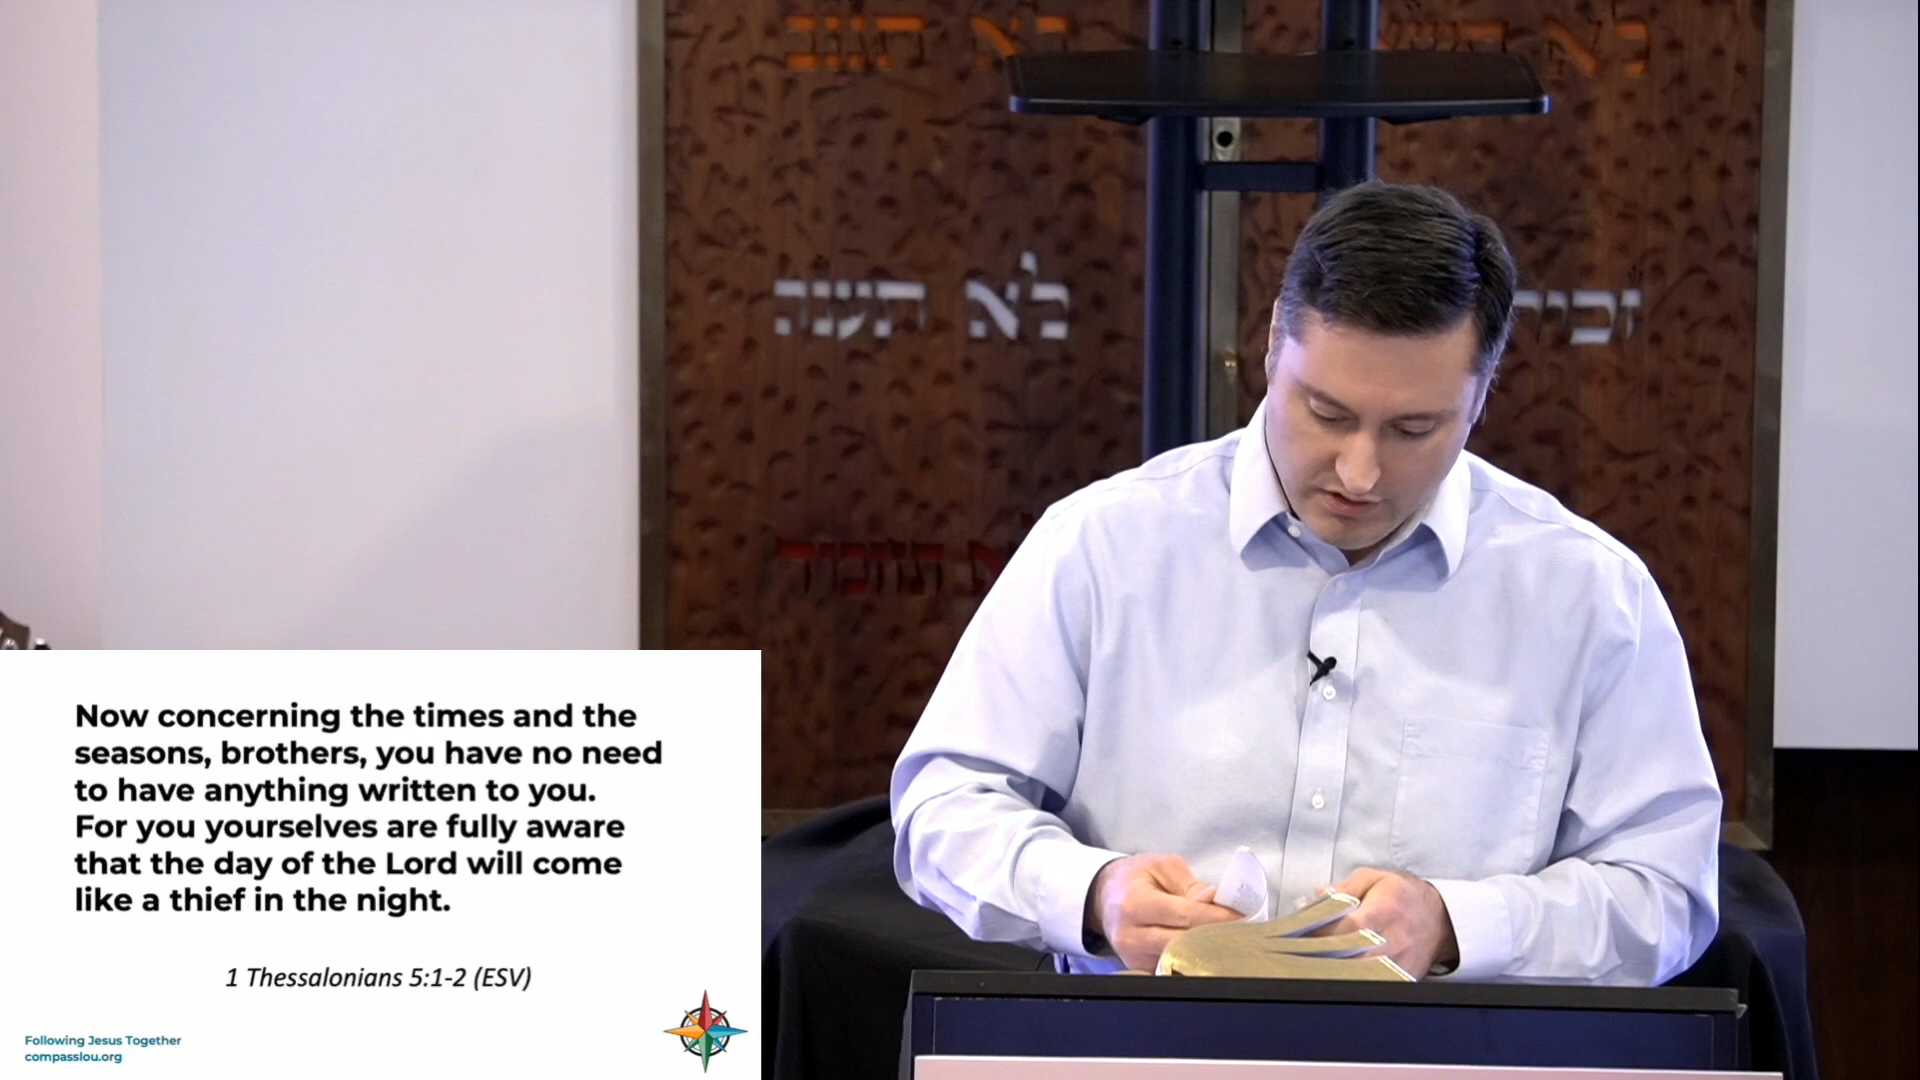 לא תענה
זכור
Now concerning the times and the
seasons, brothers, you have no need
to have anything written to you.
For you yourselves are fully aware
that the day of the Lord will come
like a thief in the night.
1 Thessalonians 5:1-2 (ESV)
Following Jesus Together
compasslou.org